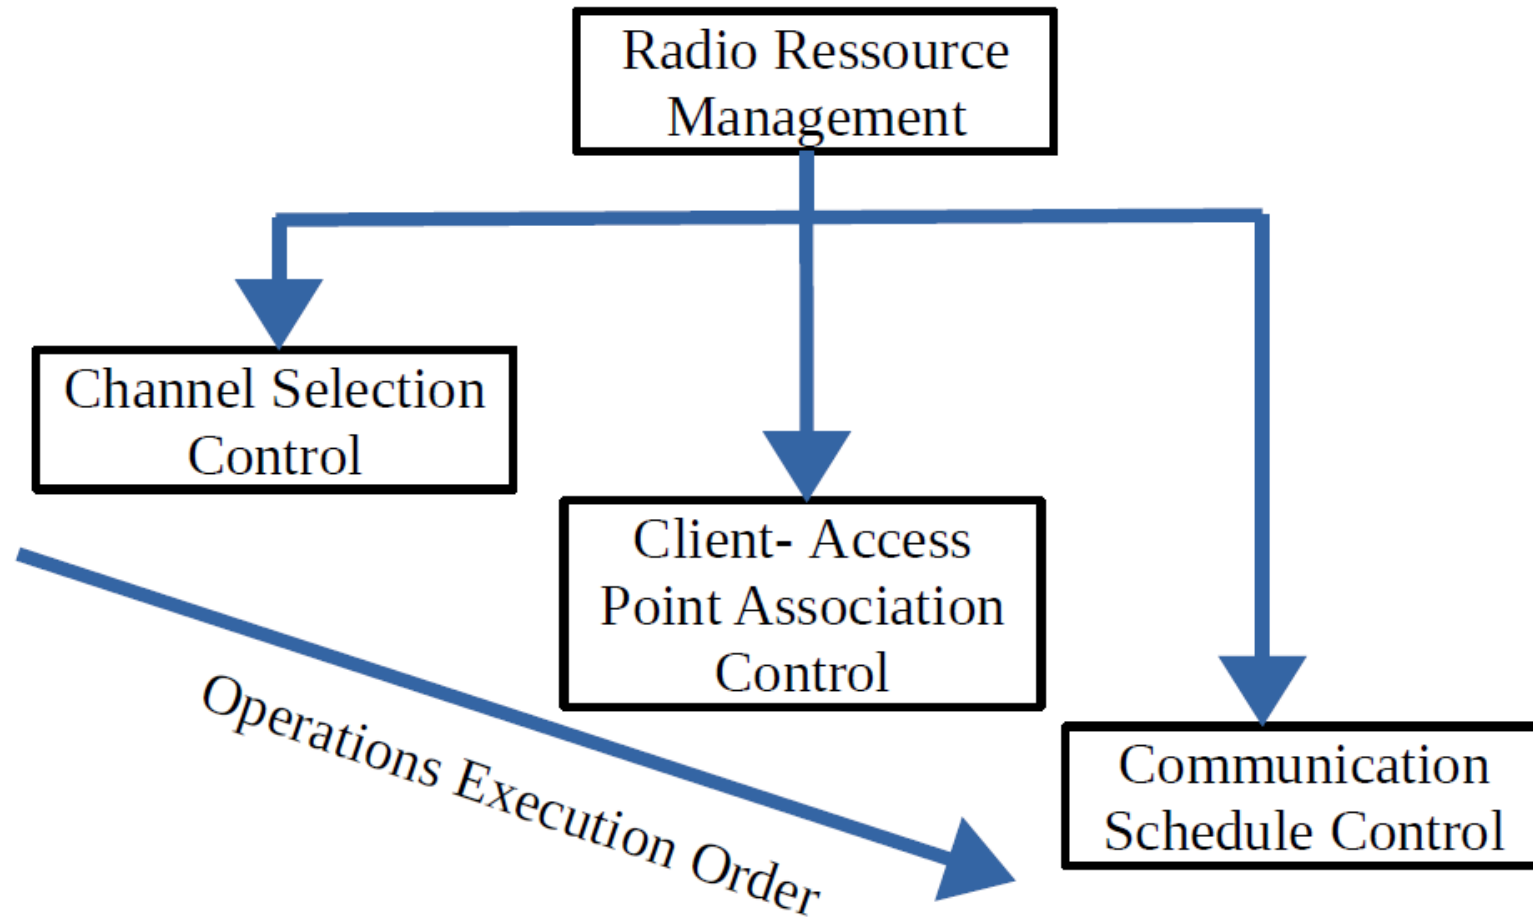 Radio Ressource
Management
Channel Selection
Control
Client- Access
Point Association
Control
Operations Execution Order
Communication
Schedule Control